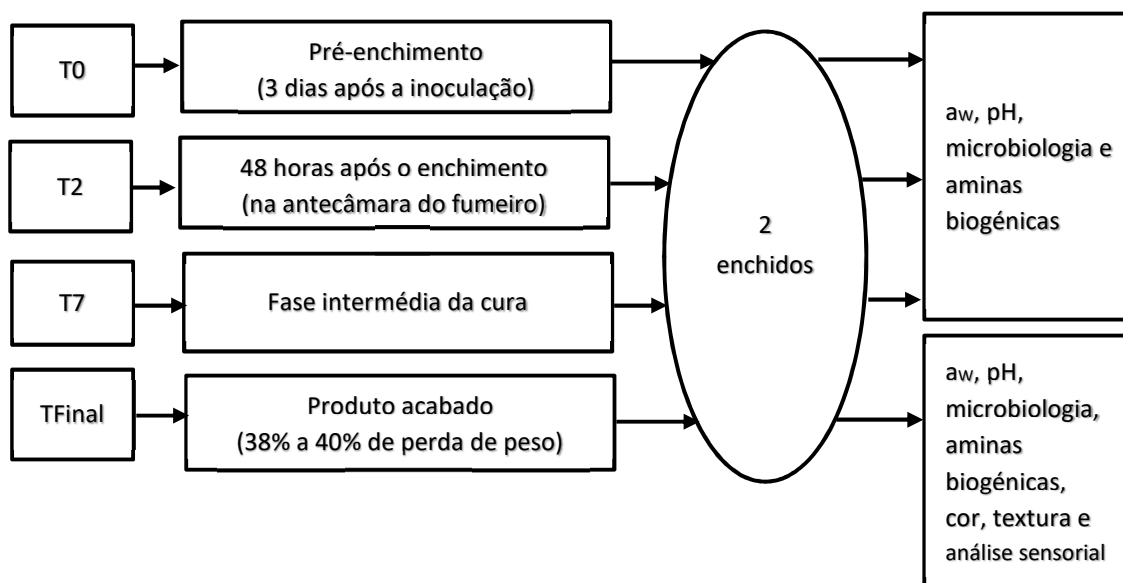 T0
Pré-enchimento
(3 dias após a inoculação)
T2
48 horas após o enchimento
(na antecâmara do fumeiro)
T7
Fase intermédia da cura
TFinal
Produto acabado
(38% a 40% de perda de peso)
2
enchidos
aw, pH,
microbiologia e
aminas
biogénicas
aw, pH,
microbiologia,
aminas
biogénicas,
cor, textura e
análise sensorial